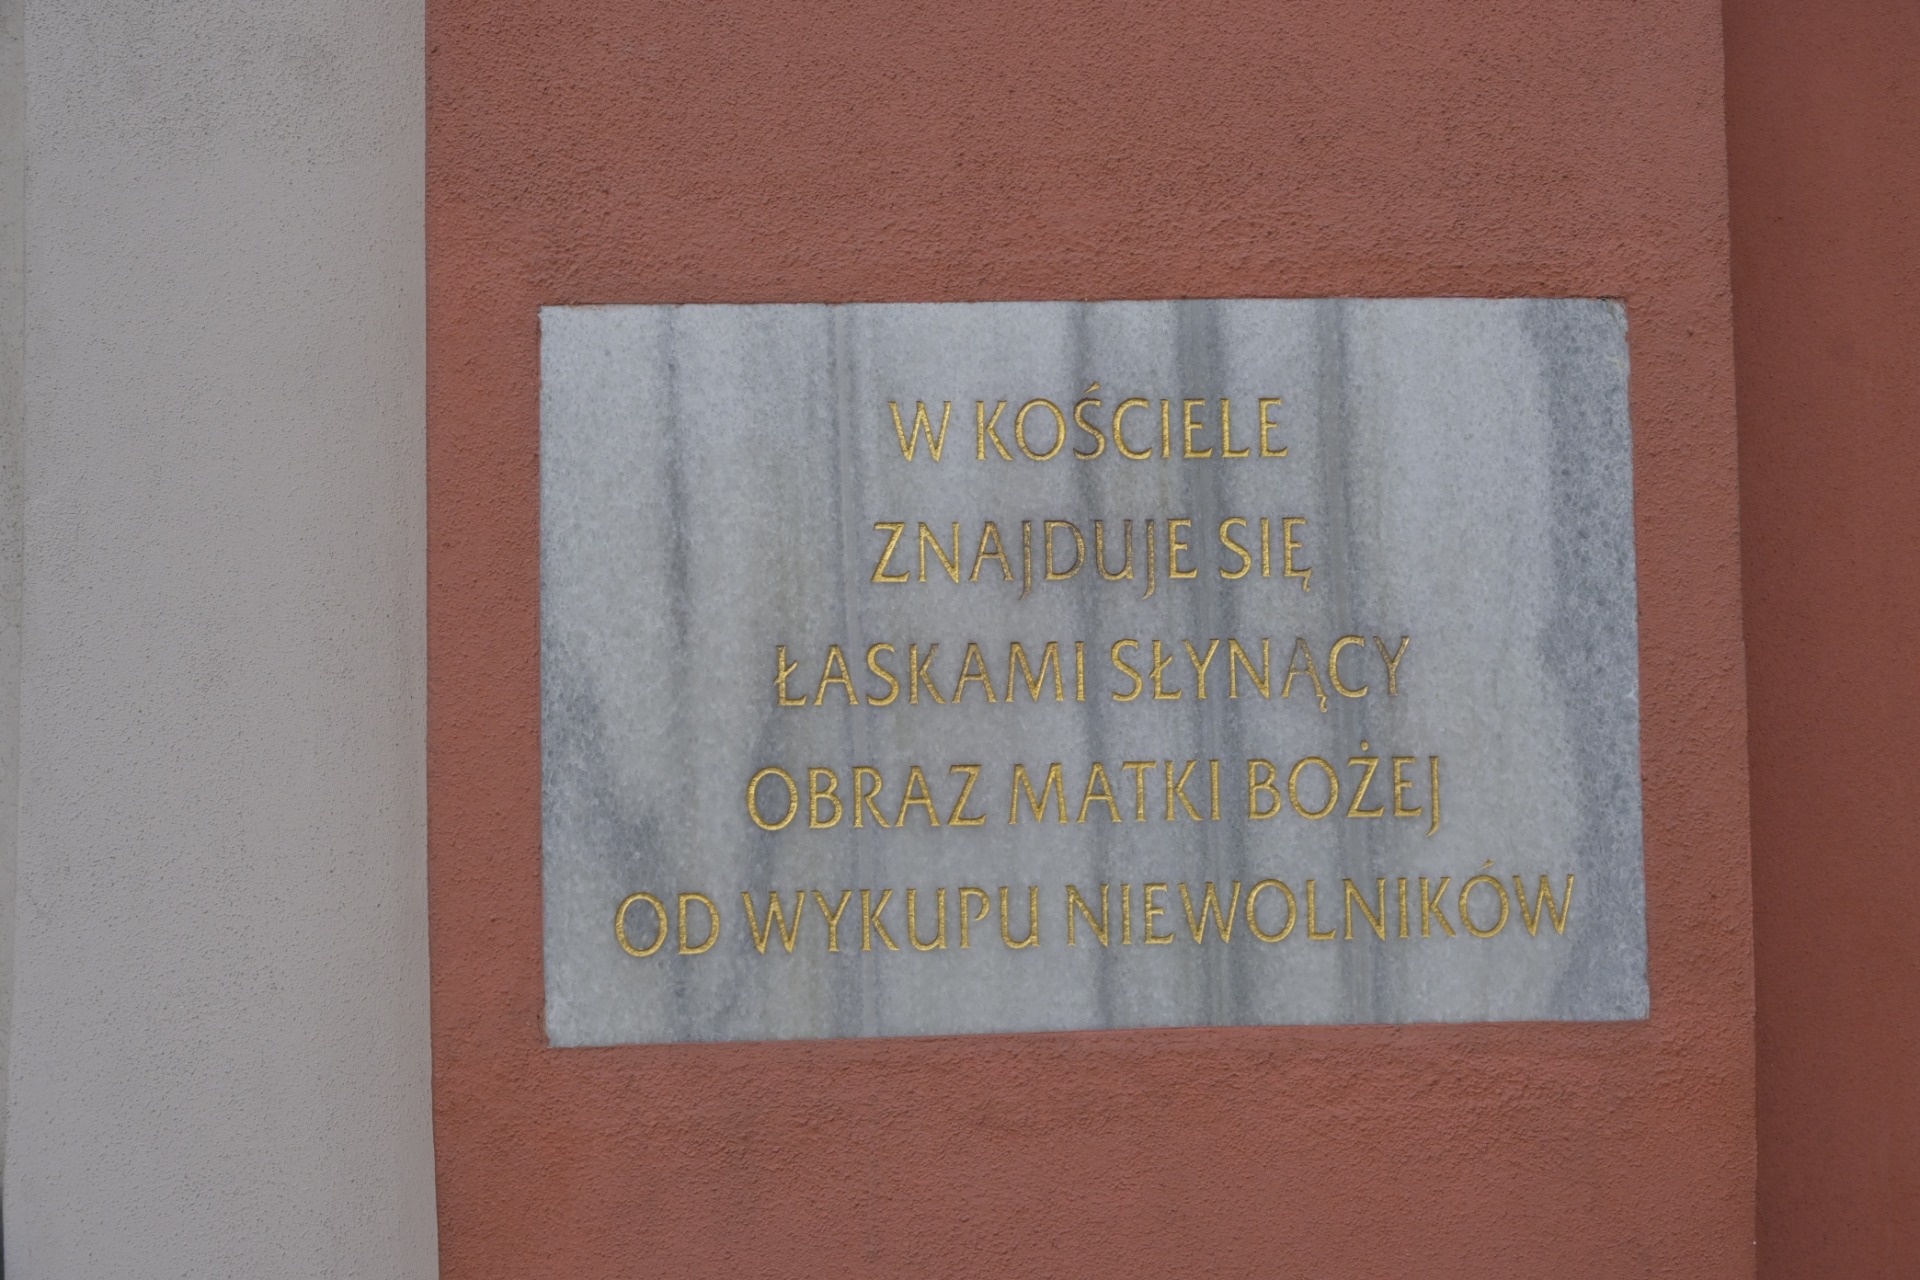 W KOŚCIELE
ZNAJDUJE SIĘ
ŁASKAMI SŁYNĄCY
OBRAZ MATKI BOŻEJ
OD WYKUPU NIEWOLNIKÓW